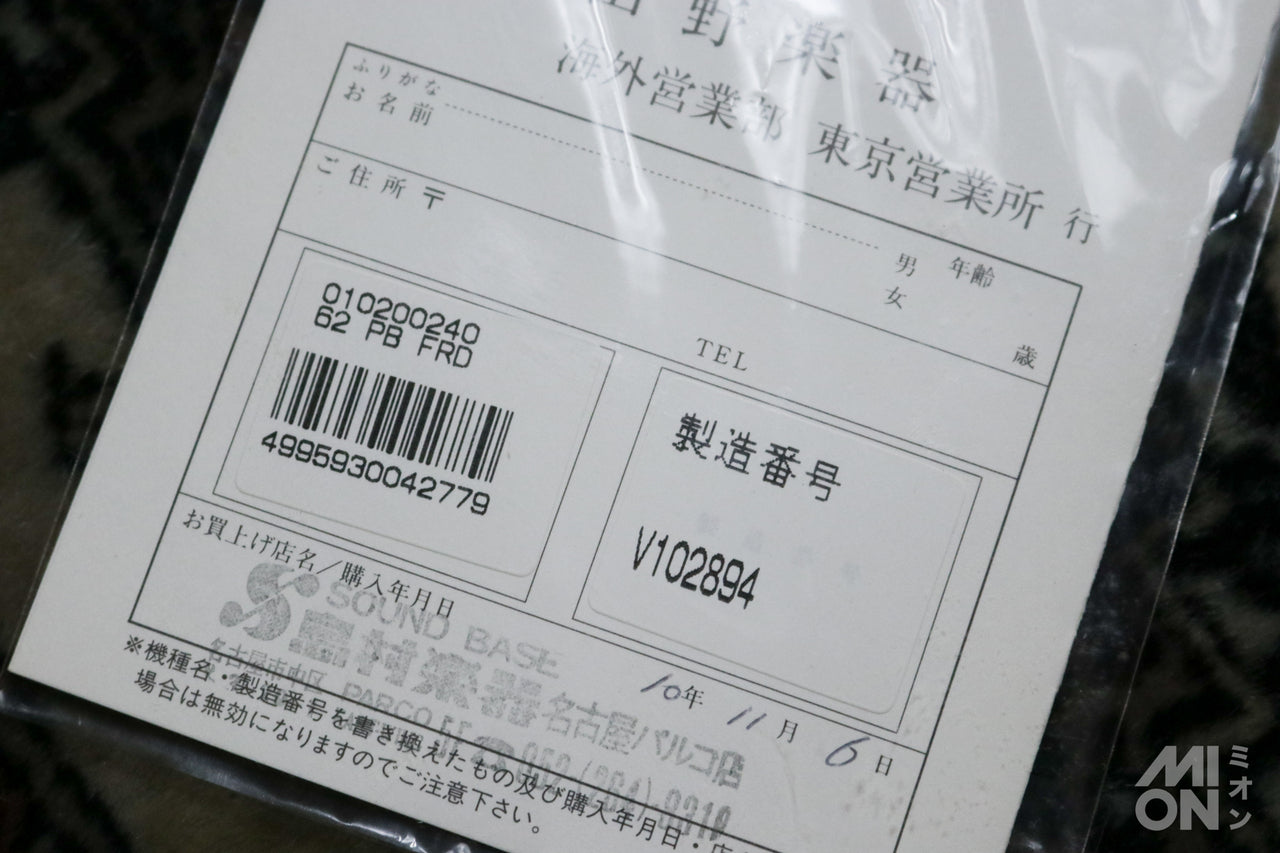 野楽器
海外営業部 東京営業所 行
ふりがな
お名前
男
女
年齢
歳
ご住所 〒
TEL
010200240
62 PB FRD
4995930042779
製造番号
V102894
お買上げ店名/購入年月日
SOUND BASE
島村楽器名古屋パルコ店
名古屋市中区 PARCO
10年 11月 6日
※機種名・製造番号を書き換えたもの及び購入年月日・店
場合は無効になりますのでご注意下さい。
MION
ミオン